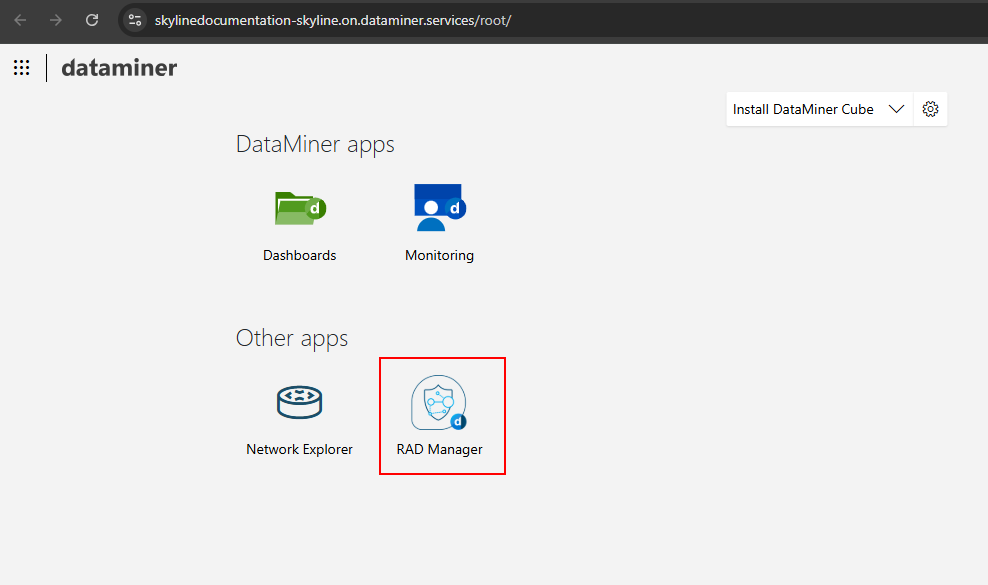 skylinedocumentation-skyline.on.dataminer.services/root/
dataminer
Install DataMiner Cube
DataMiner apps
d
d
Dashboards
Monitoring
Other apps
d
Network Explorer
RAD Manager